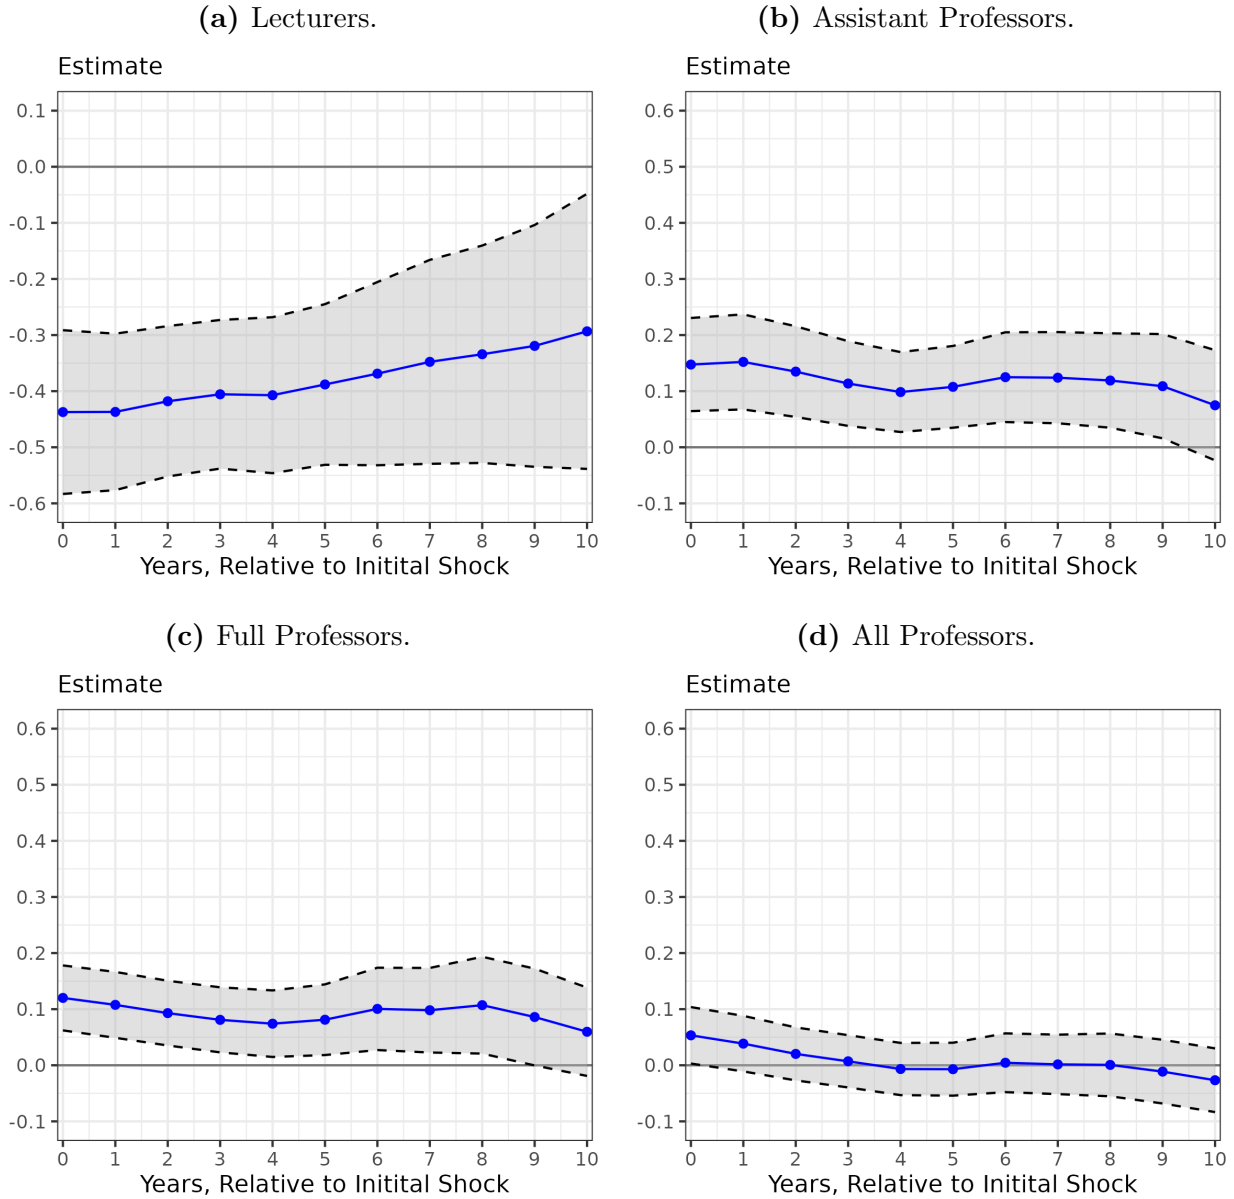 (a) Lecturers.
Estimate
0.1
0.0
-0.1
-0.2
-0.3
-0.4
-0.5
-0.6
0 1 2 3 4 5 6 7 8 9 10
Years, Relative to Initital Shock
(b) Assistant Professors.
Estimate
0.6
0.5
0.4
0.3
0.2
0.1
0.0
-0.1
0 1 2 3 4 5 6 7 8 9 10
Years, Relative to Initital Shock
(c) Full Professors.
Estimate
0.6
0.5
0.4
0.3
0.2
0.1
0.0
-0.1
0 1 2 3 4 5 6 7 8 9 10
Years, Relative to Initital Shock
(d) All Professors.
Estimate
0.6
0.5
0.4
0.3
0.2
0.1
0.0
-0.1
0 1 2 3 4 5 6 7 8 9 10
Years, Relative to Initital Shock